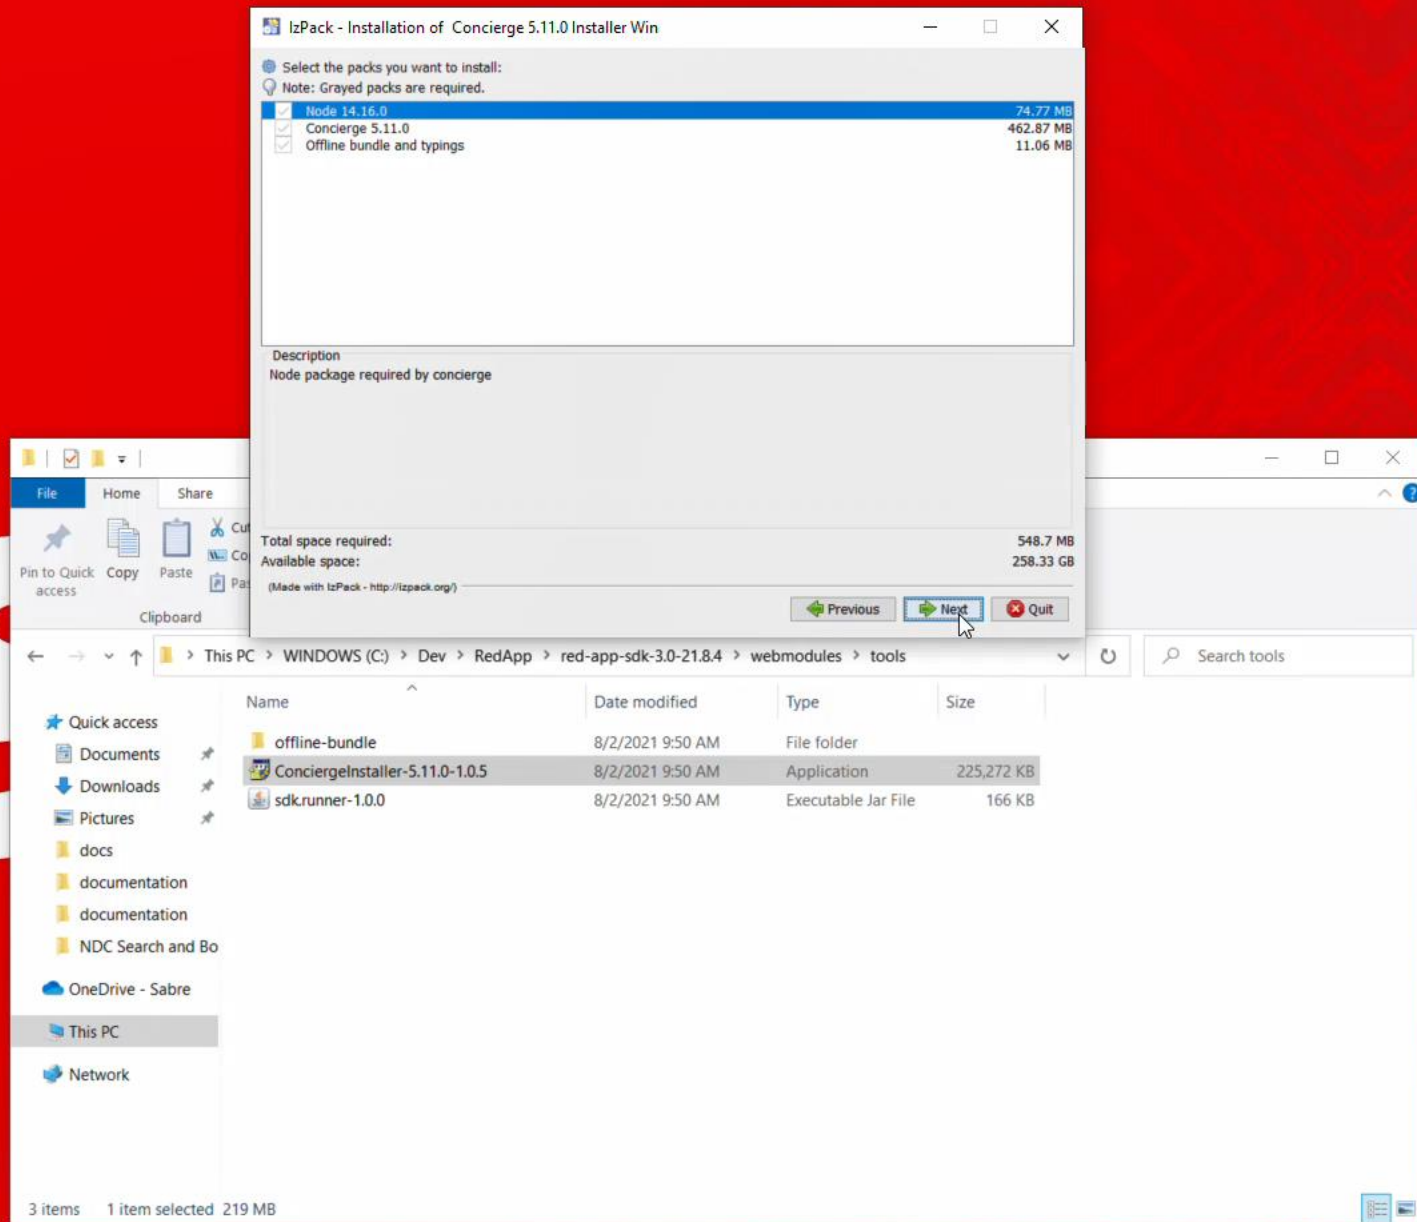 IzPack - Installation of  Concierge 5.11.0 Installer Win
Select the packs you want to install:
Note: Grayed packs are required.
Node 14.16.0 74.77 MB
Concierge 5.11.0 462.87 MB
Offline bundle and typings 11.06 MB
Description
Node package required by concierge
Total space required: 548.7 MB
Available space: 258.33 GB
(Made with IzPack - http://izpack.org/)
Previous Next Quit
File Home Share
Cut
Co
Pas
Pin to Quick access
Copy
Paste
Clipboard
This PC > WINDOWS (C:) > Dev > RedApp > red-app-sdk-3.0-21.8.4 > webmodules > tools
Search tools
Name Date modified Type Size
offline-bundle 8/2/2021 9:50 AM File folder
ConciergeInstaller-5.11.0-1.0.5 8/2/2021 9:50 AM Application 225,272 KB
sdk.runner-1.0.0 8/2/2021 9:50 AM Executable Jar File 166 KB
Quick access
Documents
Downloads
Pictures
docs
documentation
documentation
NDC Search and Bo
OneDrive - Sabre
This PC
Network
3 items 1 item selected 219 MB